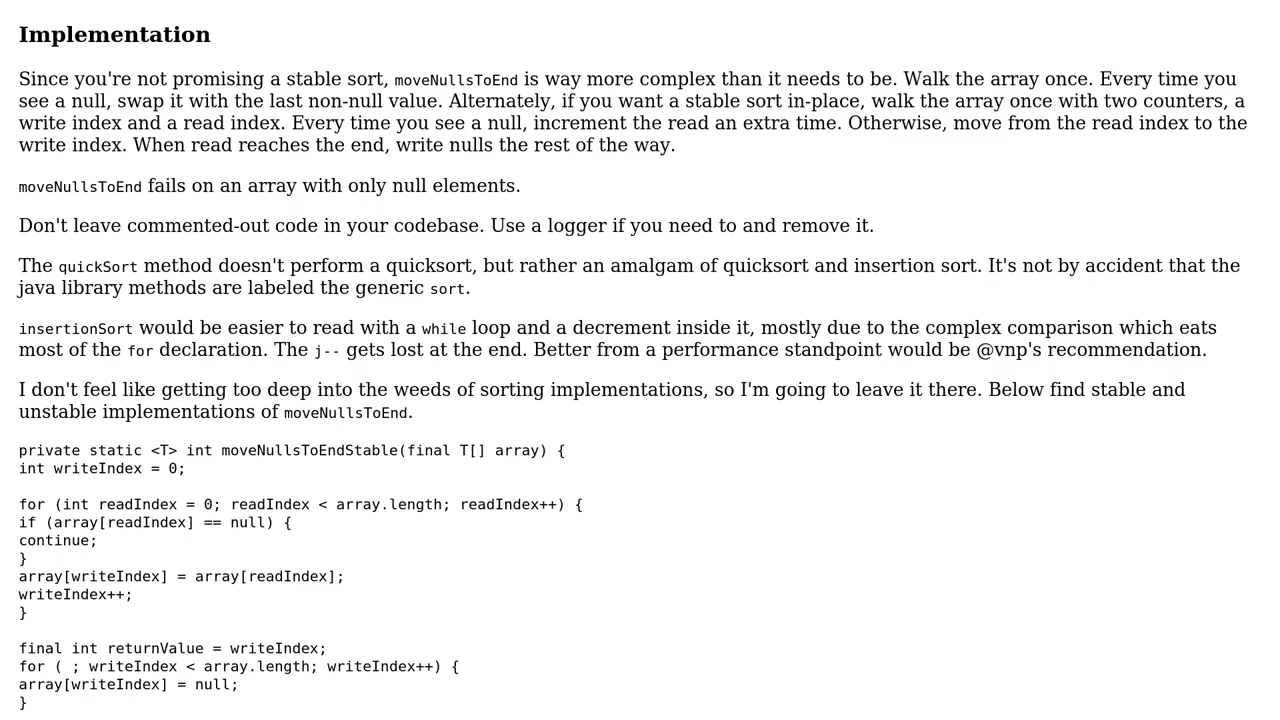 Implementation
Since you're not promising a stable sort, moveNullsToEnd is way more complex than it needs to be. Walk the array once. Every time you
see a null, swap it with the last non-null value. Alternately, if you want a stable sort in-place, walk the array once with two counters, a
write index and a read index. Every time you see a null, increment the read an extra time. Otherwise, move from the read index to the
write index. When read reaches the end, write nulls the rest of the way.
moveNullsToEnd fails on an array with only null elements.
Don't leave commented-out code in your codebase. Use a logger if you need to and remove it.
The quickSort method doesn't perform a quicksort, but rather an amalgam of quicksort and insertion sort. It's not by accident that the
java library methods are labeled the generic sort.
insertionSort would be easier to read with a while loop and a decrement inside it, mostly due to the complex comparison which eats
most of the for declaration. The j-- gets lost at the end. Better from a performance standpoint would be @vnp's recommendation.
I don't feel like getting too deep into the weeds of sorting implementations, so I'm going to leave it there. Below find stable and
unstable implementations of moveNullsToEnd.
private static <T> int moveNullsToEndStable(final T[] array) {
int writeIndex = 0;
for (int readIndex = 0; readIndex < array.length; readIndex++) {
if (array[readIndex] == null) {
continue;
}
array[writeIndex] = array[readIndex];
writeIndex++;
}
final int returnValue = writeIndex;
for ( ; writeIndex < array.length; writeIndex++) {
array[writeIndex] = null;
}